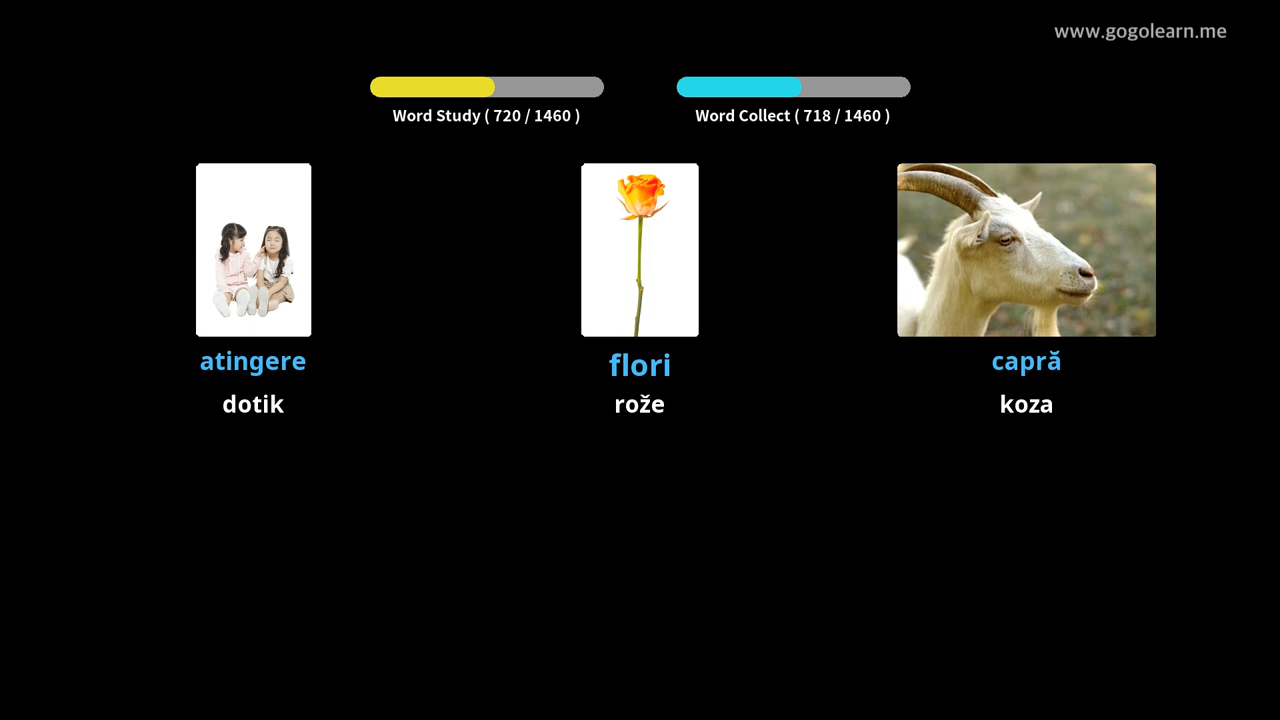 www.gogolearn.me
Word Study ( 720 / 1460 )
Word Collect ( 718 / 1460 )
atingere
flori
capră
dotik
rože
koza